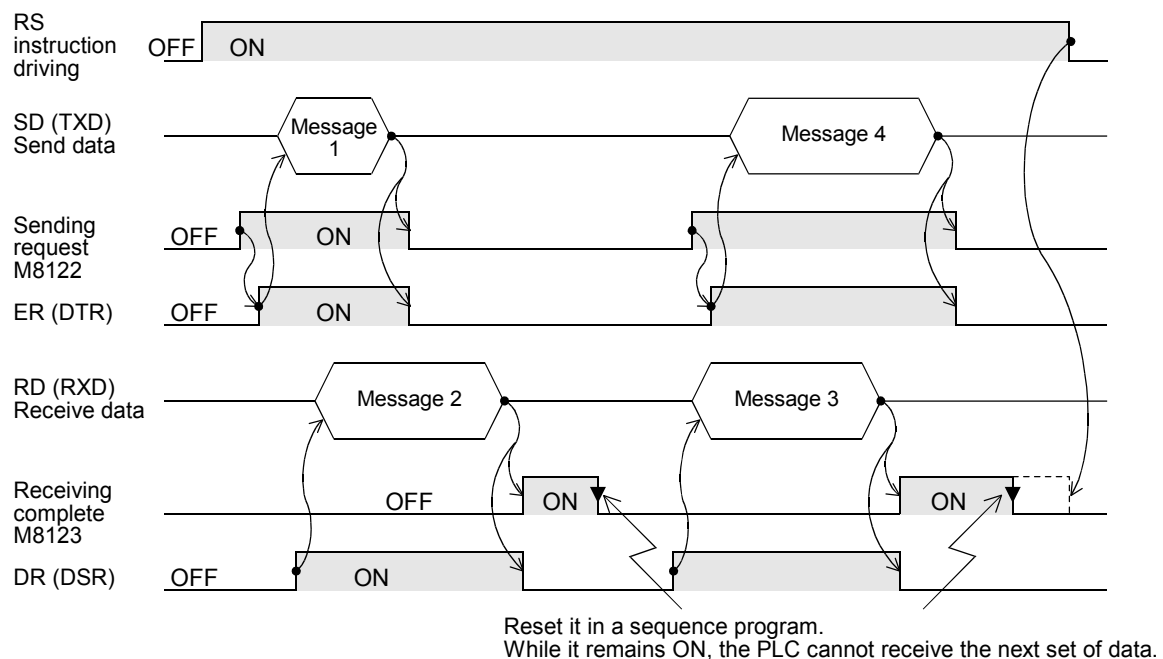 RS
instruction
driving
OFF
ON
SD (TXD)
Send data
Message
1
Message 4
Sending
request
M8122
OFF
ON
ER (DTR)
OFF
ON
RD (RXD)
Receive data
Message 2
Message 3
Receiving
complete
M8123
OFF
ON
ON
DR (DSR)
OFF
ON
Reset it in a sequence program.
While it remains ON, the PLC cannot receive the next set of data.